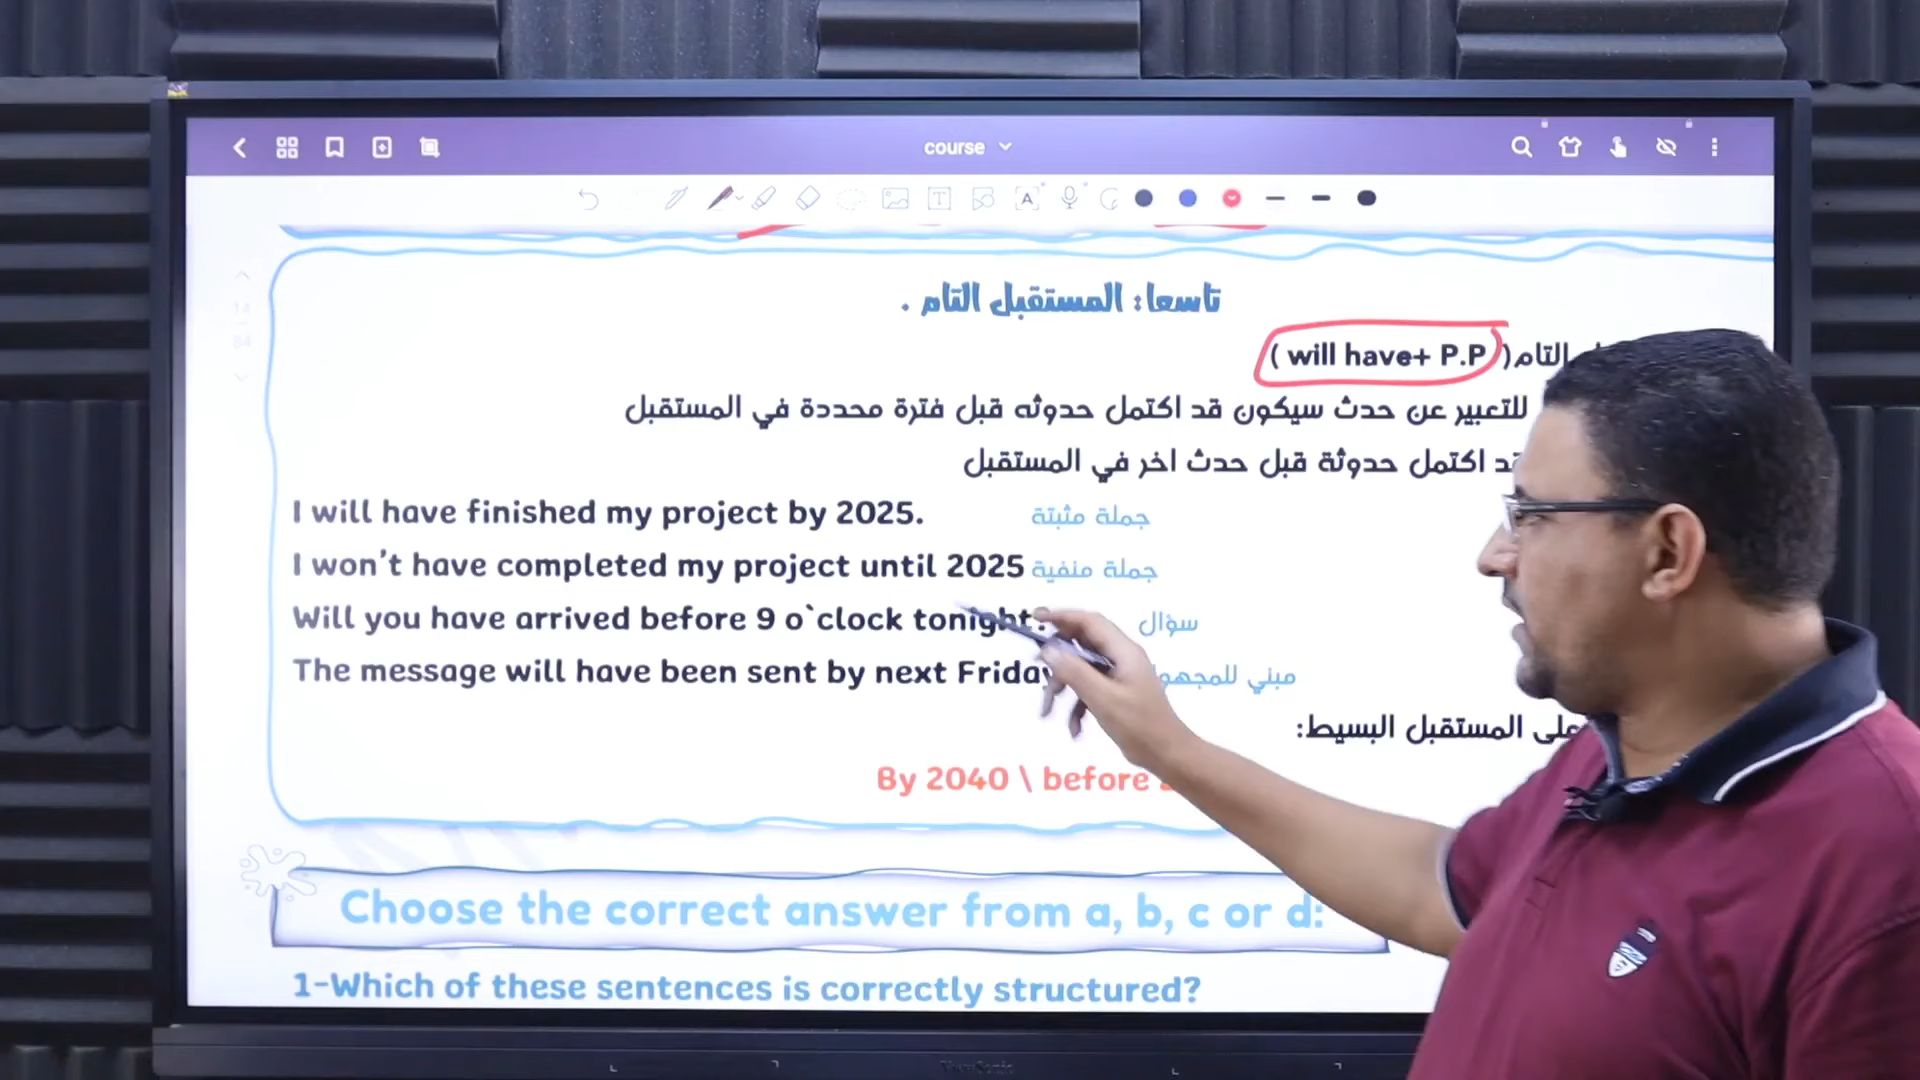 course
تاسعا: المستقبل التام .
التام( will have+ P.P )
للتعبير عن حدث سيكون قد اكتمل حدوثه قبل فترة محددة في المستقبل
قد اكتمل حدوثة قبل حدث اخر في المستقبل
I will have finished my project by 2025. جملة مثبتة
I won't have completed my project until 2025 جملة منفية
Will you have arrived before 9 o`clock tonight? سؤال
The message will have been sent by next Friday مبني للمجهول
على المستقبل البسيط:
By 2040 \ before
Choose the correct answer from a, b, c or d:
1-Which of these sentences is correctly structured?
ViewSonic